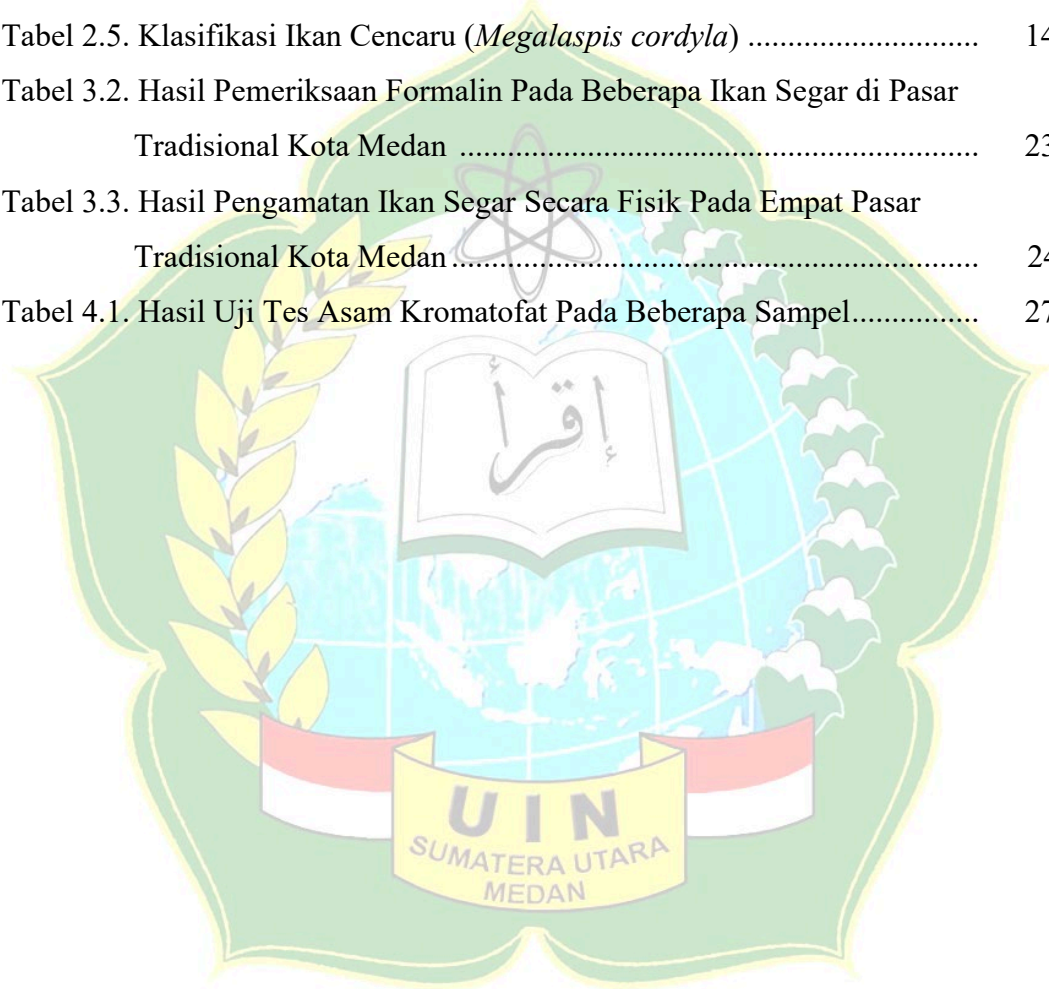 Tabel 2.5. Klasifikasi Ikan Cencaru (Megalaspis cordyla) ............................. 14
Tabel 3.2. Hasil Pemeriksaan Formalin Pada Beberapa Ikan Segar di Pasar
Tradisional Kota Medan ................................................................. 23
Tabel 3.3. Hasil Pengamatan Ikan Segar Secara Fisik Pada Empat Pasar
Tradisional Kota Medan .................................................................. 24
Tabel 4.1. Hasil Uji Tes Asam Kromatofat Pada Beberapa Sampel................ 27
إقرأ
UIN
SUMATERA UTARA
MEDAN